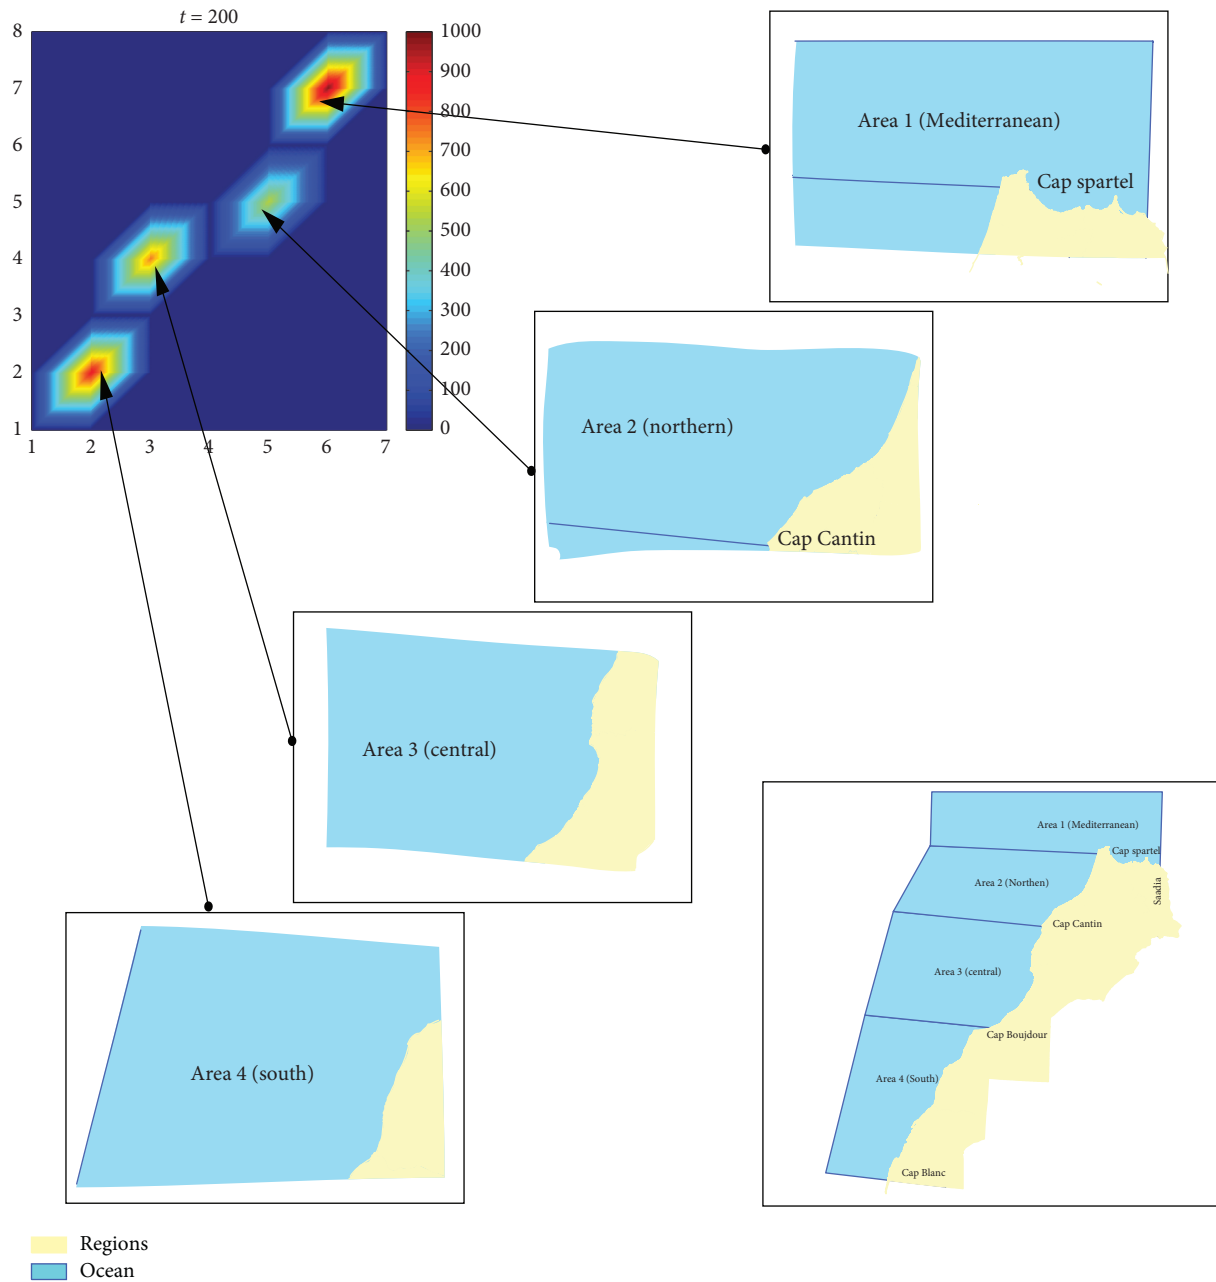 t = 200
8
7
6
5
4
3
2
1
1
2
3
4
5
6
7
1000
900
800
700
600
500
400
300
200
100
0
Area 1 (Mediterranean)
Cap spartel
Area 2 (northern)
Cap Cantin
Area 3 (central)
Area 4 (south)
Area 1 (Mediterranean)
Cap spartel
Area 2 (Northen)
Saadia
Cap Cantin
Area 3 (central)
Cap Boujdour
Area 4 (South)
Cap Blanc
Regions
Ocean